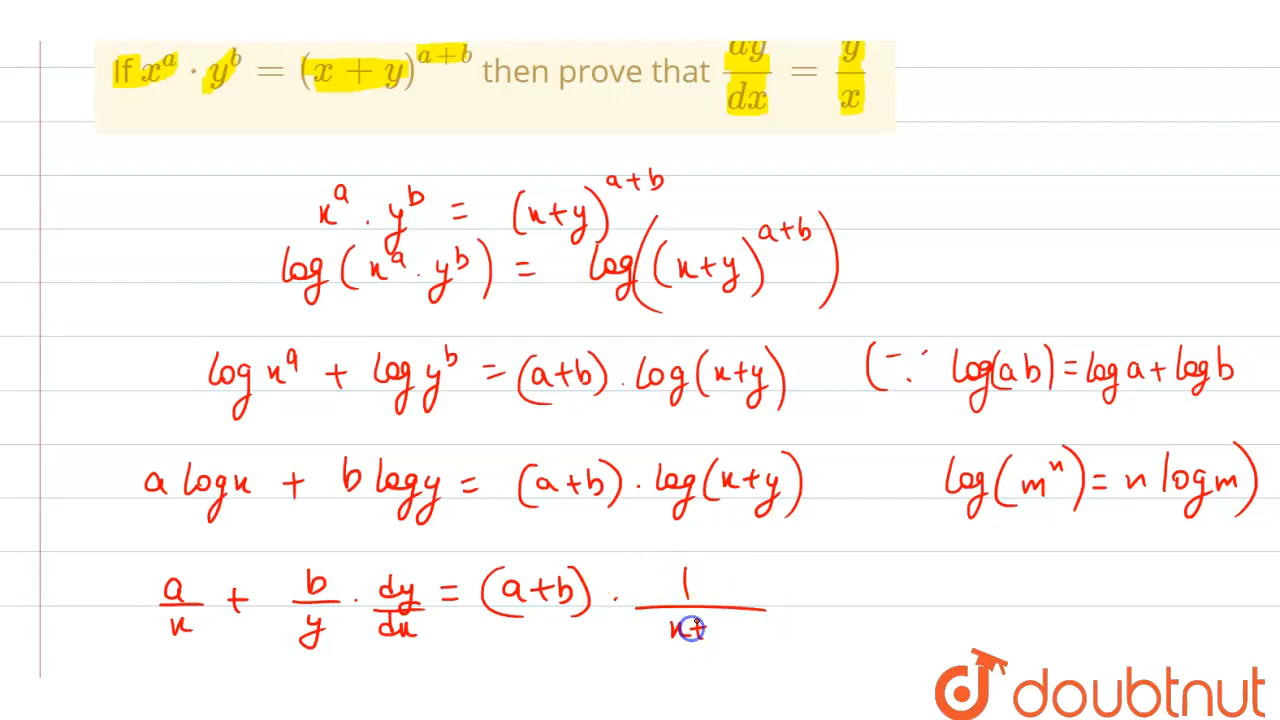 If x^a · y^b = (x + y)^{a+b} then prove that dy/dx = y/x
x^a . y^b = (x+y)^{a+b}
log(x^a . y^b) = log((x+y)^{a+b})
log x^a + log y^b = (a+b) . log(x+y) (∵ log(ab) = log a + log b
a log x + b log y = (a+b) . log(x+y) log(m^n) = n log m)
a/x + b/y . dy/dx = (a+b) . 1/x+
doubtnut